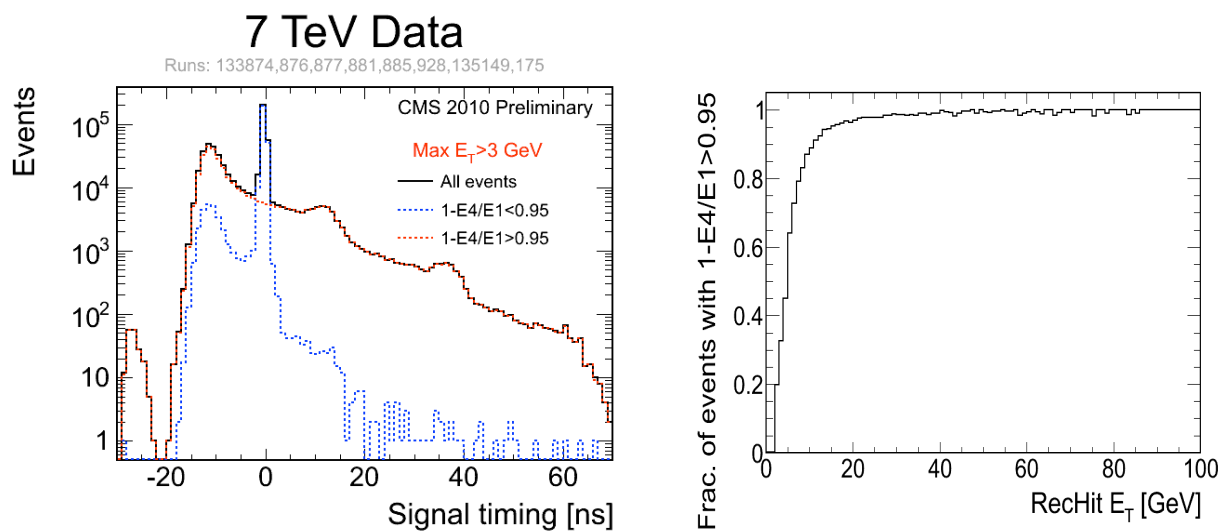 7 TeV Data
Runs: 133874,876,877,881,885,928,135149,175
Events
CMS 2010 Preliminary
Max E_T>3 GeV
All events
1-E4/E1<0.95
1-E4/E1>0.95
10^5
10^4
10^3
10^2
10
1
-20 0 20 40 60
Signal timing [ns]
Frac. of events with 1-E4/E1>0.95
1
0.8
0.6
0.4
0.2
0
0 20 40 60 80 100
RecHit E_T [GeV]